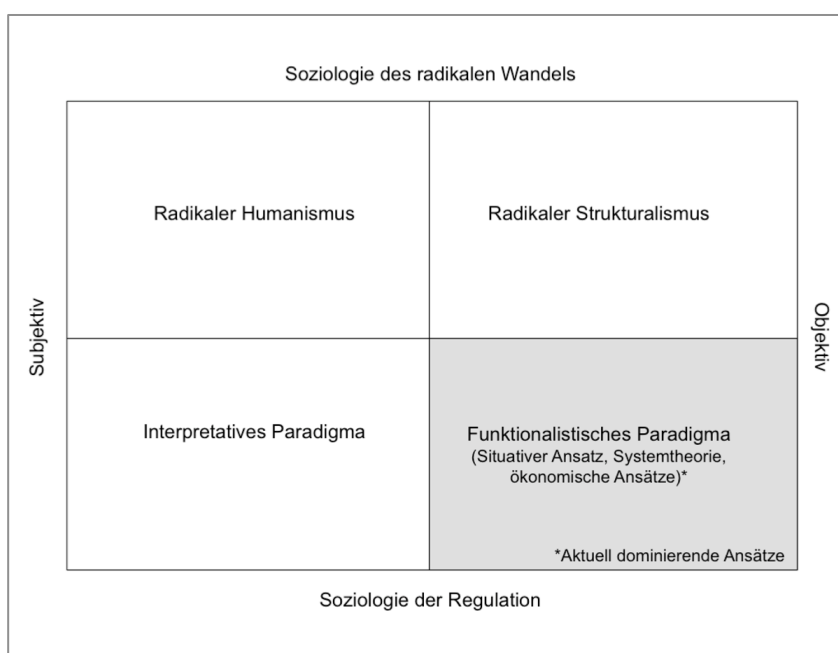 Soziologie des radikalen Wandels
Radikaler Humanismus
Radikaler Strukturalismus
Subjektiv
Objektiv
Interpretatives Paradigma
Funktionalistisches Paradigma
(Situativer Ansatz, Systemtheorie,
ökonomische Ansätze)*
*Aktuell dominierende Ansätze
Soziologie der Regulation